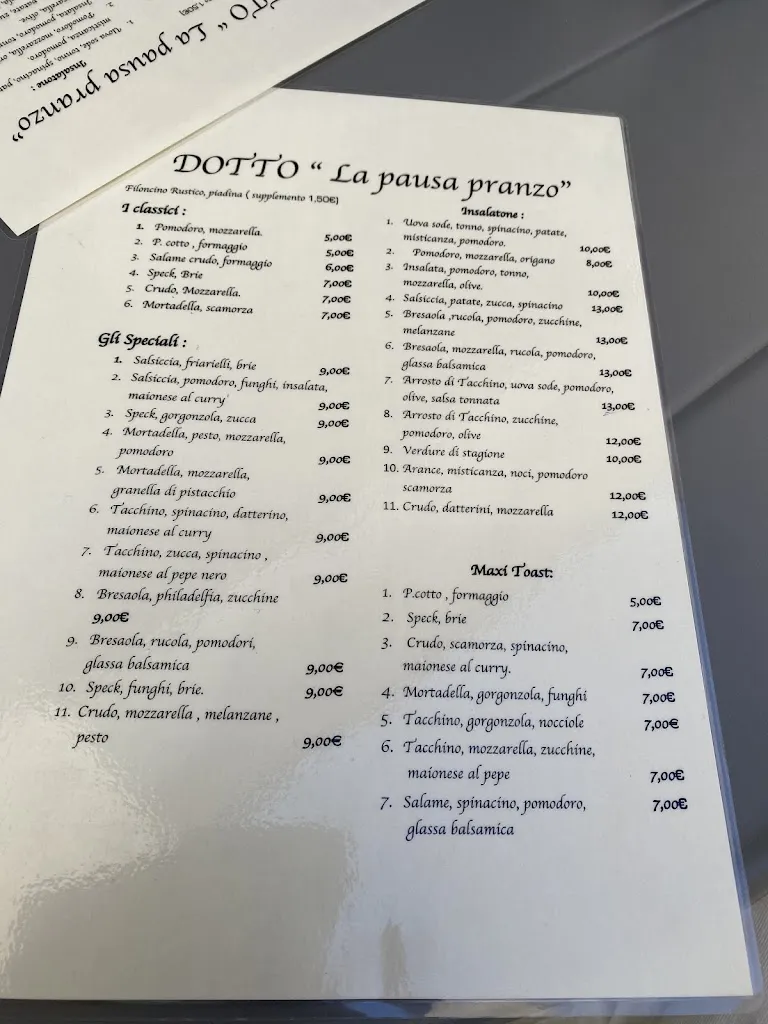 DOTTO " La pausa pranzo"
Filoncino Rustico, piadina ( supplemento 1,50€)
I classici :
1. Pomodoro, mozzarella. 5,00€
2. P. cotto , formaggio 5,00€
3. Salame crudo, formaggio 6,00€
4. Speck, Brie 7,00€
5. Crudo, Mozzarella. 7,00€
6. Mortadella, scamorza 7,00€
Gli Speciali :
1. Salsiccia, friarielli, brie 9,00€
2. Salsiccia, pomodoro, funghi, insalata,
maionese al curry 9,00€
3. Speck, gorgonzola, zucca 9,00€
4. Mortadella, pesto, mozzarella,
pomodoro 9,00€
5. Mortadella, mozzarella,
granella di pistacchio 9,00€
6. Tacchino, spinacino, datterino,
maionese al curry 9,00€
7. Tacchino, zucca, spinacino ,
maionese al pepe nero 9,00€
8. Bresaola, philadelfia, zucchine
9,00€
9. Bresaola, rucola, pomodori,
glassa balsamica 9,00€
10. Speck, funghi, brie. 9,00€
11. Crudo, mozzarella , melanzane ,
pesto 9,00€
Insalatone :
1. Uova sode, tonno, spinacino, patate,
misticanza, pomodoro. 10,00€
2. Pomodoro, mozzarella, origano 8,00€
3. Insalata, pomodoro, tonno,
mozzarella, olive. 10,00€
4. Salsiccia, patate, zucca, spinacino 13,00€
5. Bresaola ,rucola, pomodoro, zucchine,
melanzane 13,00€
6. Bresaola, mozzarella, rucola, pomodoro,
glassa balsamica 13,00€
7. Arrosto di Tacchino, uova sode, pomodoro,
olive, salsa tonnata 13,00€
8. Arrosto di Tacchino, zucchine,
pomodoro, olive 12,00€
9. Verdure di stagione 10,00€
10. Arance, misticanza, noci, pomodoro
scamorza 12,00€
11. Crudo, datterini, mozzarella 12,00€
Maxi Toast:
1. P.cotto , formaggio 5,00€
2. Speck, brie 7,00€
3. Crudo, scamorza, spinacino,
maionese al curry. 7,00€
4. Mortadella, gorgonzola, funghi 7,00€
5. Tacchino, gorgonzola, nocciole 7,00€
6. Tacchino, mozzarella, zucchine,
maionese al pepe 7,00€
7. Salame, spinacino, pomodoro, 7,00€
glassa balsamica
" La pausa pranzo"
Insalatone :